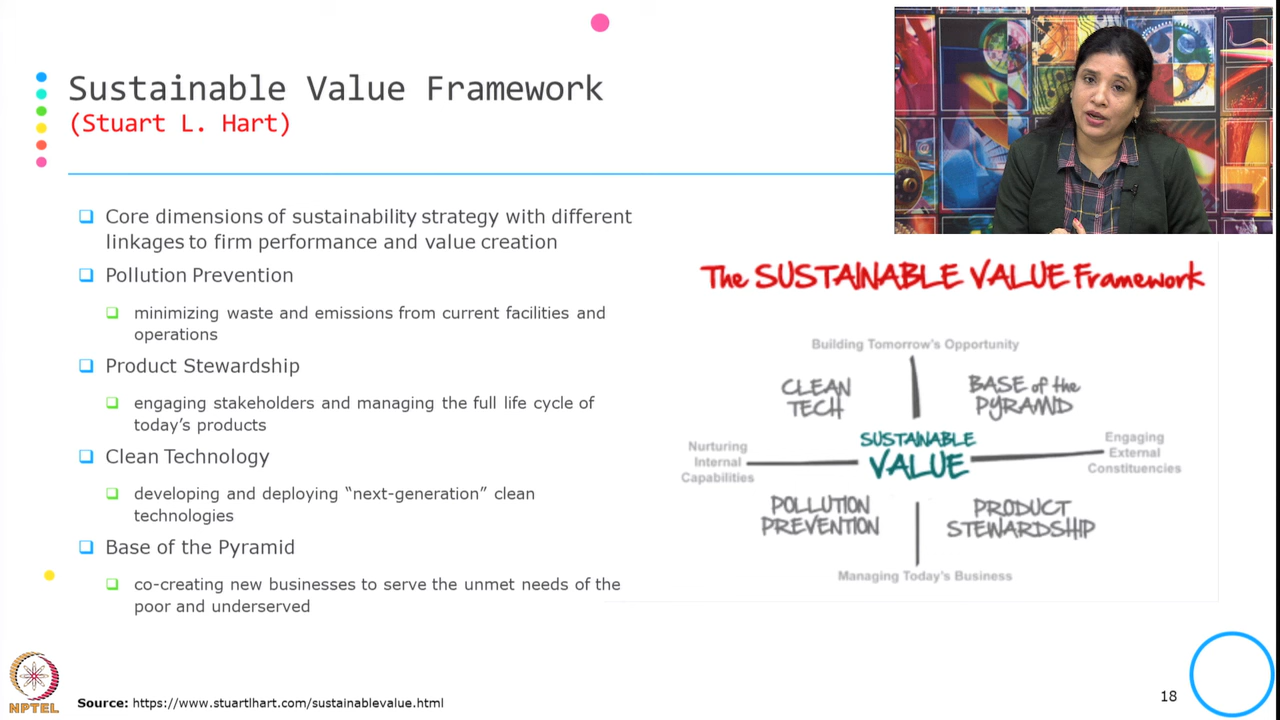 Sustainable Value Framework
(Stuart L. Hart)
Core dimensions of sustainability strategy with different
linkages to firm performance and value creation
Pollution Prevention
minimizing waste and emissions from current facilities and
operations
Product Stewardship
engaging stakeholders and managing the full life cycle of
today's products
Clean Technology
developing and deploying “next-generation” clean
technologies
Base of the Pyramid
co-creating new businesses to serve the unmet needs of the
poor and underserved
The SUSTAINABLE VALUE Framework
Building Tomorrow's Opportunity
CLEAN
TECH
BASE of the
PYRAMID
Nurturing
Internal
Capabilities
SUSTAINABLE
VALUE
Engaging
External
Constituencies
POLLUTION
PREVENTION
PRODUCT
STEWARDSHIP
Managing Today's Business
NPTEL
Source: https://www.stuartlhart.com/sustainablevalue.html
18